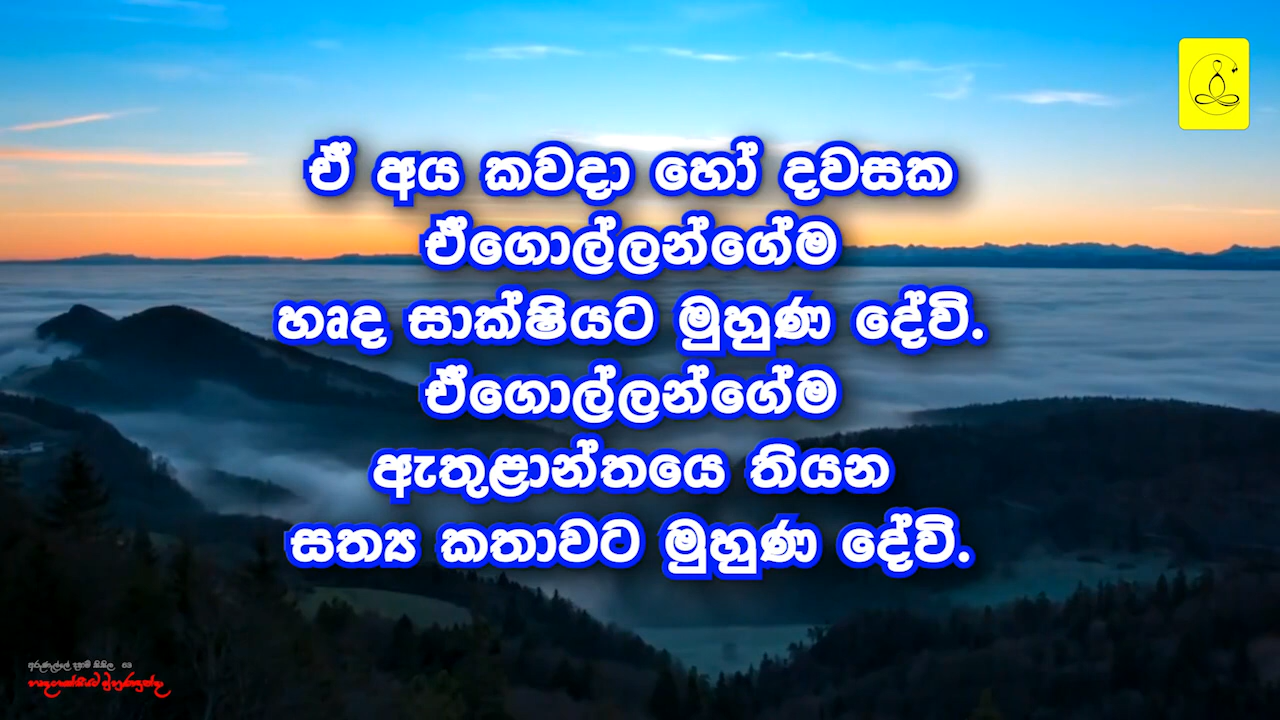 ඒ අය කවදා හෝ දවසක
ඒගොල්ලන්ගේම
හෘද සාක්ෂියට මුහුණ දේවි.
ඒගොල්ලන්ගේම
ඇතුළාන්තයෙ තියන
සත්‍ය කතාවට මුහුණ දේවි.